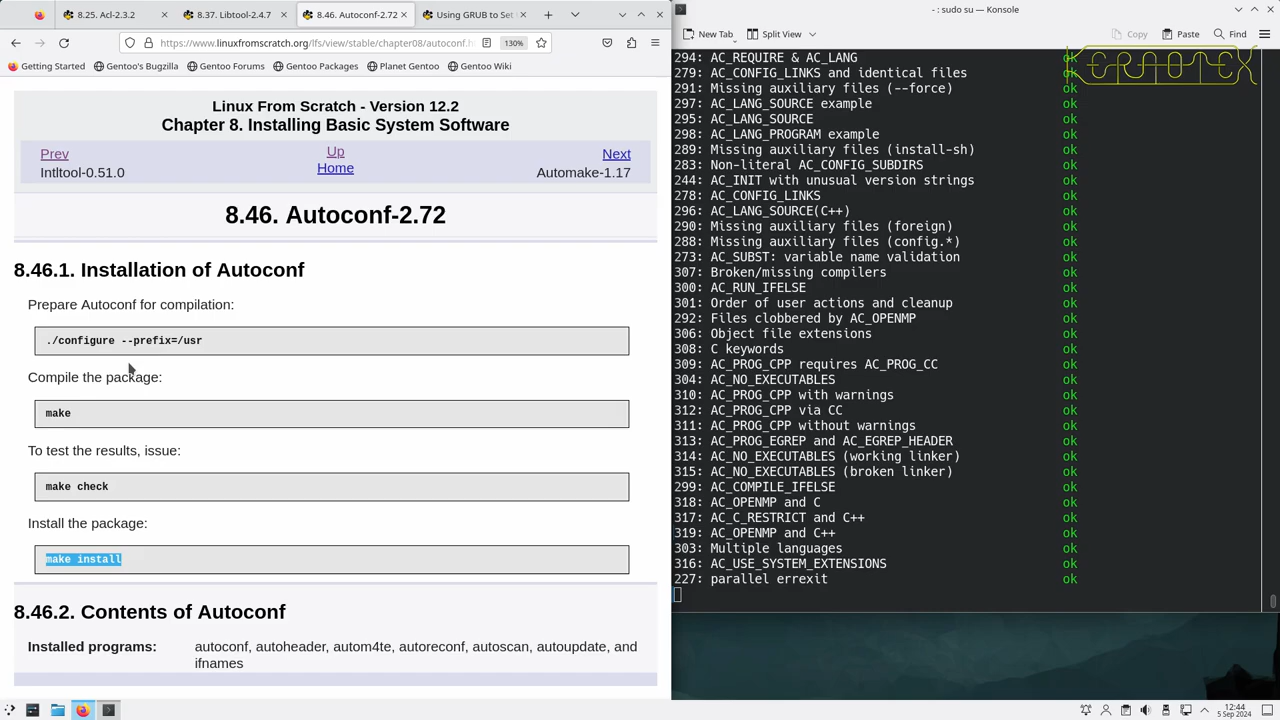 8.25. Acl-2.3.2
8.37. Libtool-2.4.7
8.46. Autoconf-2.72
Using GRUB to Set
https://www.linuxfromscratch.org/lfs/view/stable/chapter08/autoconf.h
130%
Getting Started
Gentoo's Bugzilla
Gentoo Forums
Gentoo Packages
Planet Gentoo
Gentoo Wiki
Linux From Scratch - Version 12.2
Chapter 8. Installing Basic System Software
Prev
Up
Next
Intltool-0.51.0
Home
Automake-1.17
8.46. Autoconf-2.72
8.46.1. Installation of Autoconf
Prepare Autoconf for compilation:
./configure --prefix=/usr
Compile the package:
make
To test the results, issue:
make check
Install the package:
make install
8.46.2. Contents of Autoconf
Installed programs: autoconf, autoheader, autom4te, autoreconf, autoscan, autoupdate, and
ifnames
- : sudo su — Konsole
New Tab
Split View
Copy
Paste
Find
294: AC_REQUIRE & AC_LANG ok
279: AC_CONFIG_LINKS and identical files ok
291: Missing auxiliary files (--force) ok
297: AC_LANG_SOURCE example ok
295: AC_LANG_SOURCE ok
298: AC_LANG_PROGRAM example ok
289: Missing auxiliary files (install-sh) ok
283: Non-literal AC_CONFIG_SUBDIRS ok
244: AC_INIT with unusual version strings ok
278: AC_CONFIG_LINKS ok
296: AC_LANG_SOURCE(C++) ok
290: Missing auxiliary files (foreign) ok
288: Missing auxiliary files (config.*) ok
273: AC_SUBST: variable name validation ok
307: Broken/missing compilers ok
300: AC_RUN_IFELSE ok
301: Order of user actions and cleanup ok
292: Files clobbered by AC_OPENMP ok
306: Object file extensions ok
308: C keywords ok
309: AC_PROG_CPP requires AC_PROG_CC ok
304: AC_NO_EXECUTABLES ok
310: AC_PROG_CPP with warnings ok
312: AC_PROG_CPP via CC ok
311: AC_PROG_CPP without warnings ok
313: AC_PROG_EGREP and AC_EGREP_HEADER ok
314: AC_NO_EXECUTABLES (working linker) ok
315: AC_NO_EXECUTABLES (broken linker) ok
299: AC_COMPILE_IFELSE ok
318: AC_OPENMP and C ok
317: AC_C_RESTRICT and C++ ok
319: AC_OPENMP and C++ ok
303: Multiple languages ok
316: AC_USE_SYSTEM_EXTENSIONS ok
227: parallel errexit ok
12:44
5 Sep 2024